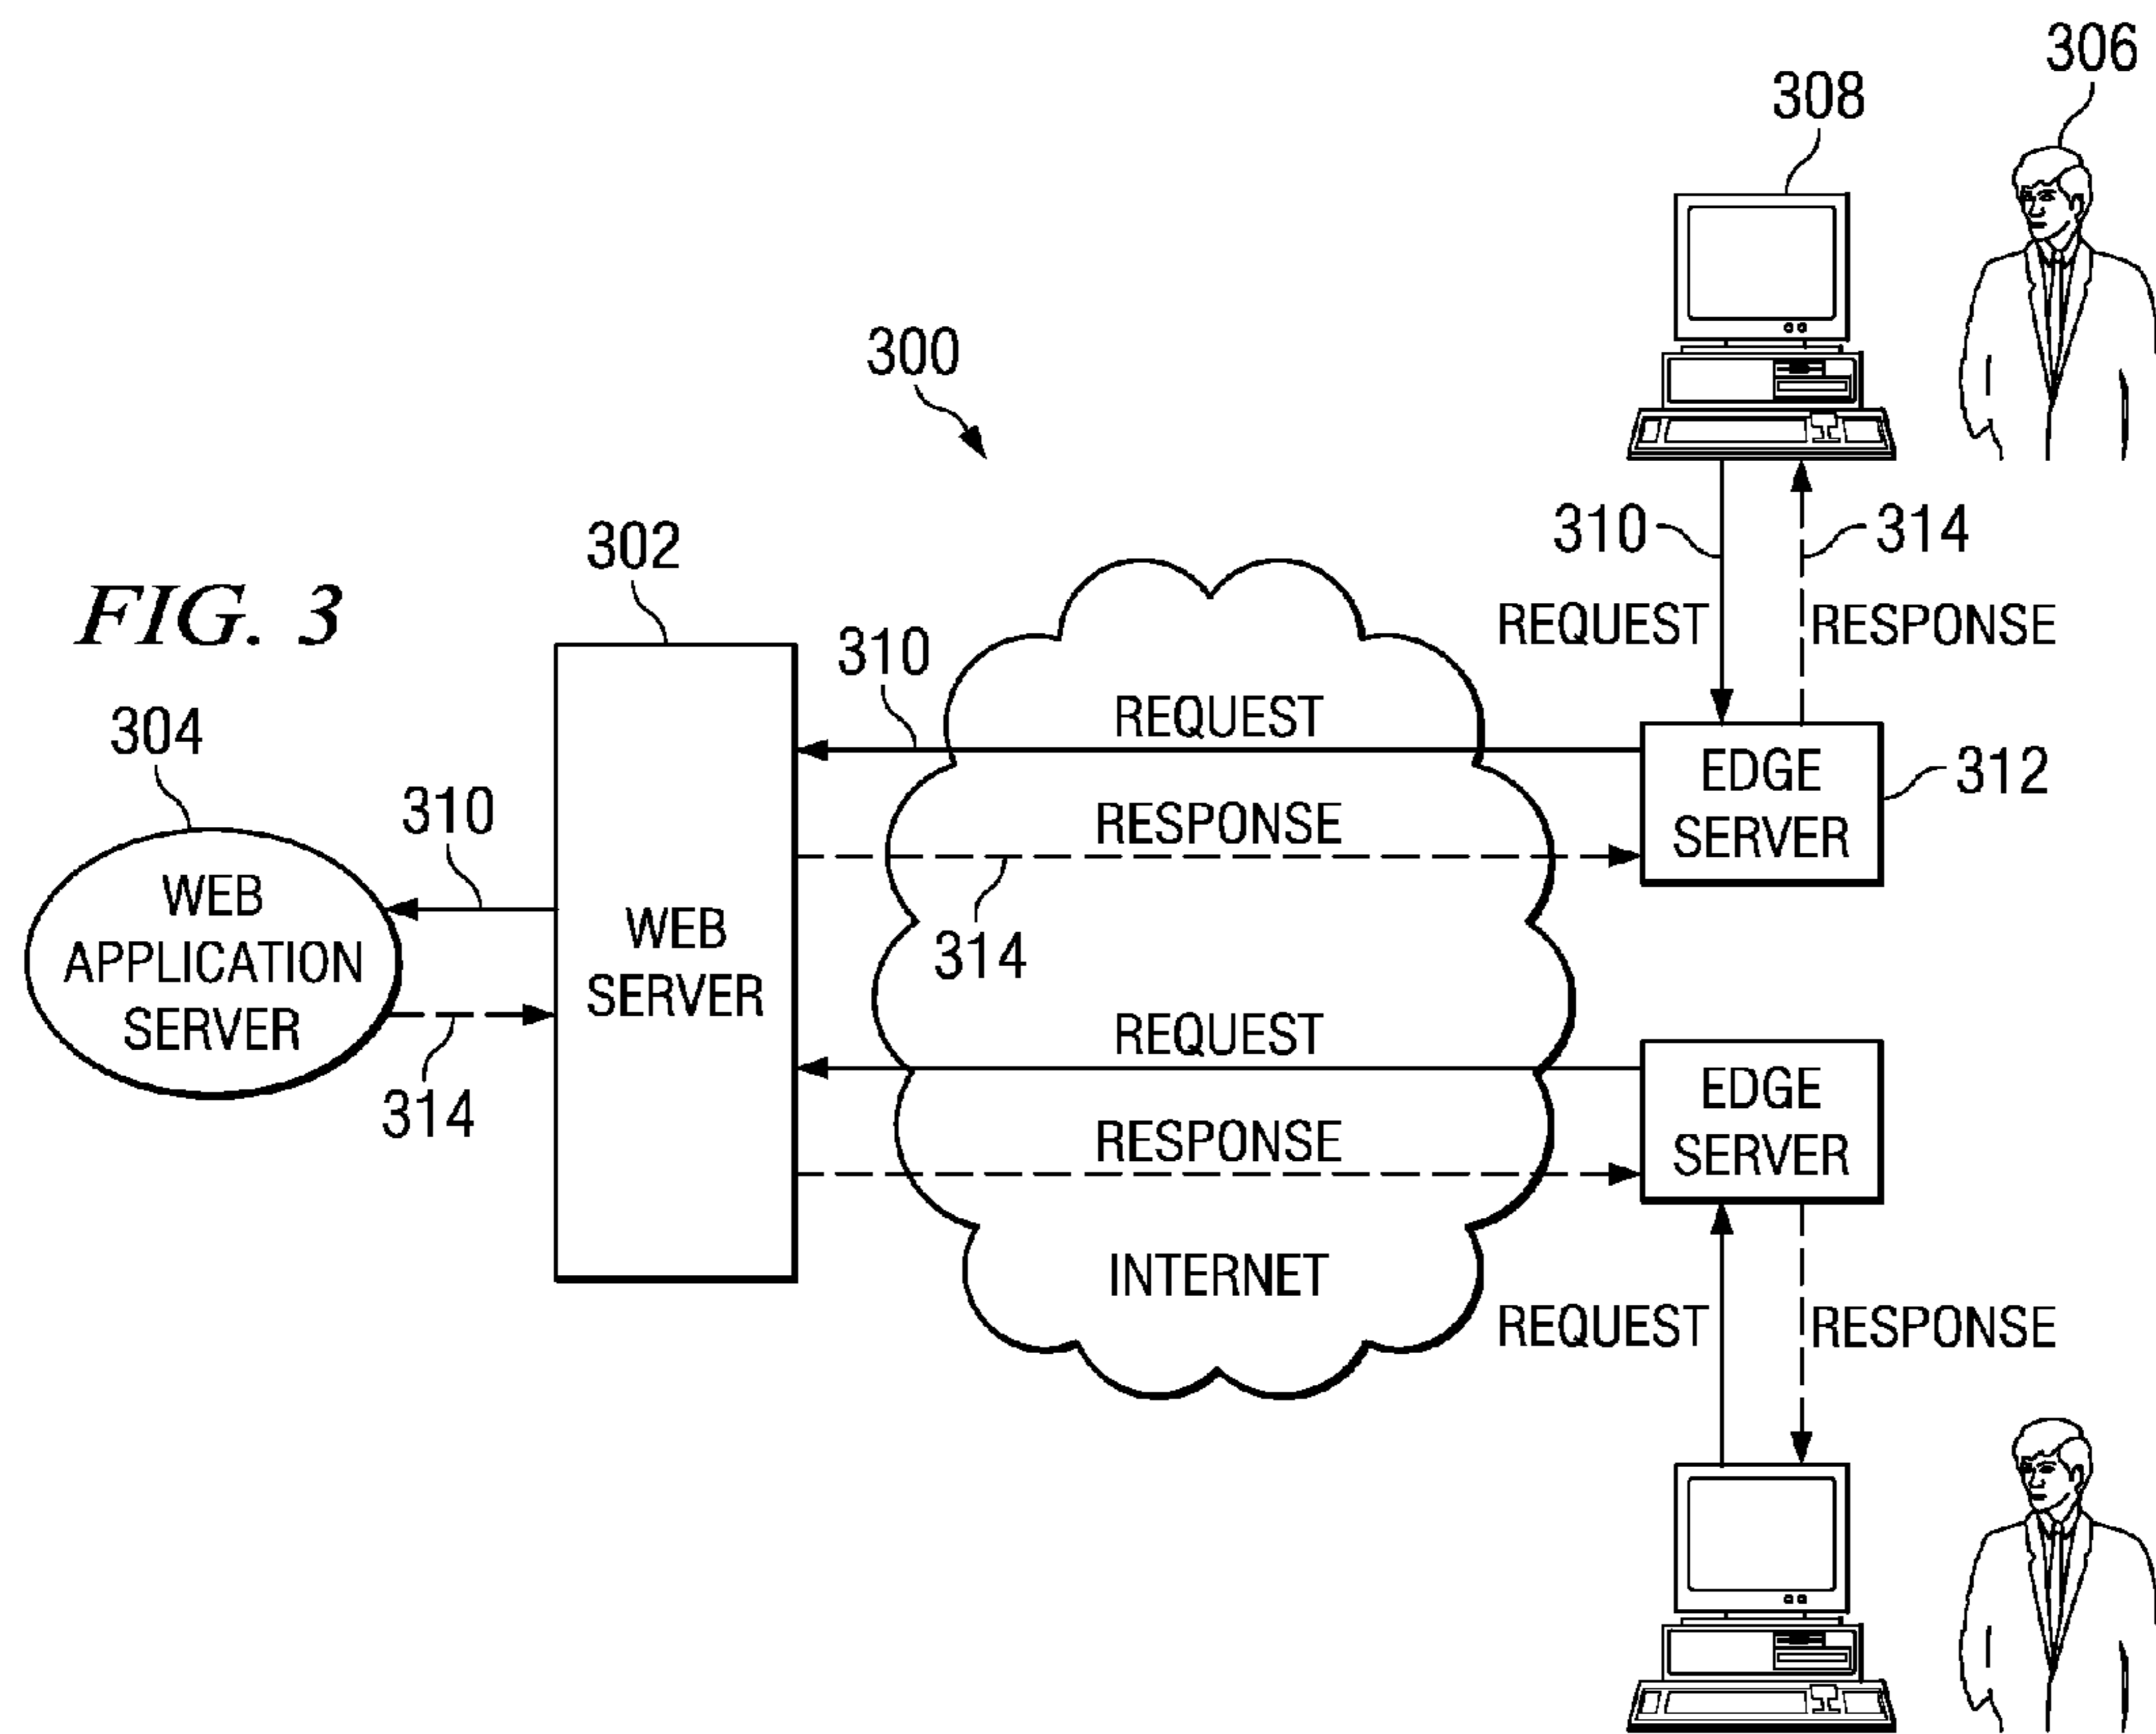 306
308
300
310
314
302
FIG. 3
REQUEST
RESPONSE
310
REQUEST
304
EDGE
SERVER
312
310
RESPONSE
WEB
APPLICATION
SERVER
WEB
SERVER
314
REQUEST
314
EDGE
SERVER
RESPONSE
INTERNET
REQUEST
RESPONSE